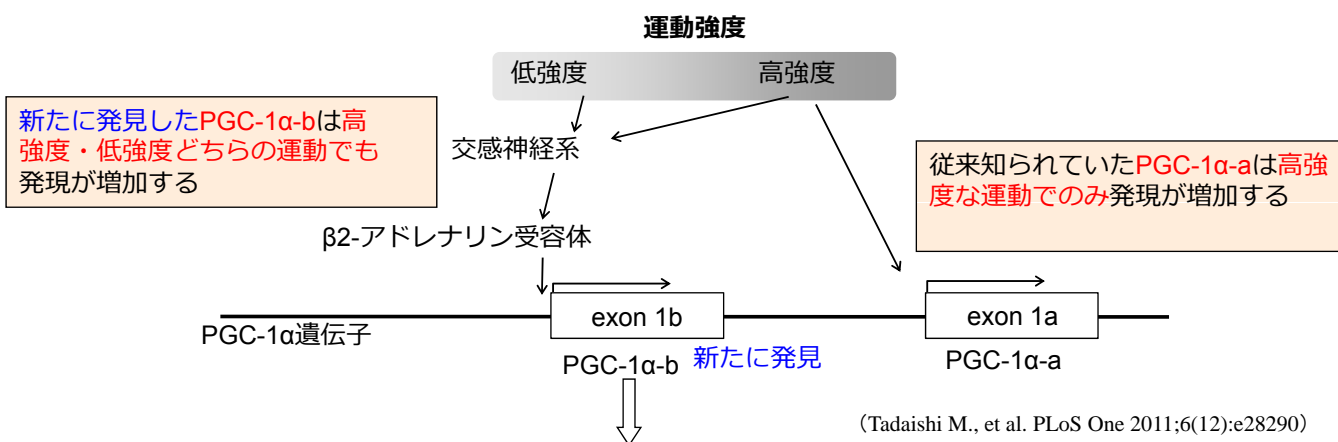 運動強度
低強度
高強度
新たに発見したPGC-1α-bは高
強度・低強度どちらの運動でも
発現が増加する
交感神経系
従来知られていたPGC-1α-aは高強
度な運動でのみ発現が増加する
β2-アドレナリン受容体
exon 1b
exon 1a
PGC-1α遺伝子
PGC-1α-b
新たに発見
PGC-1α-a
(Tadaishi M., et al. PLoS One 2011;6(12):e28290)